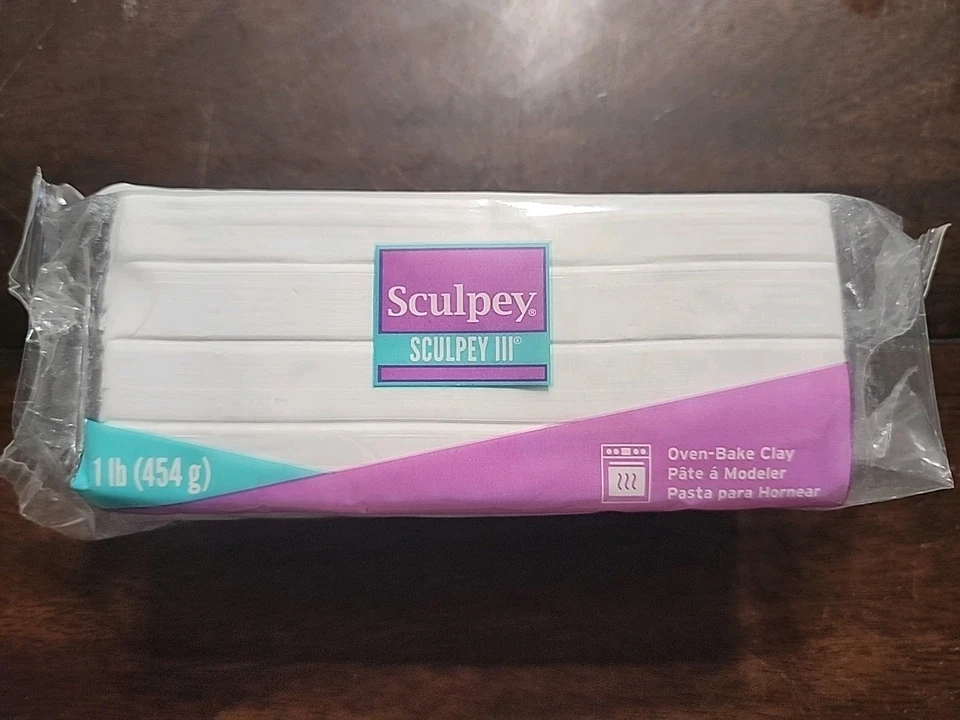 Sculpey®
SCULPEY III®
1 lb (454 g)
Oven-Bake Clay
Pâte á Modeler
Pasta para Hornear